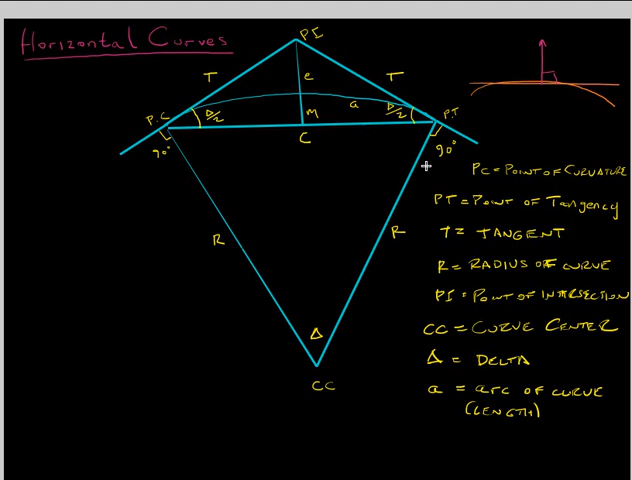 Horizontal Curves
PI
T
T
e
a
P.C
Δ/2
M
Δ/2
P.T
C
90°
90°
R
R
Δ
CC
PC = POINT OF CURVATURE
PT = POINT OF TANgENCY
T = TANGENT
R = RADIUS OF CURVE
PI = POINT OF INTERSECTION
CC = CURVE CENTER
Δ = DELTA
a = arc OF CURVE
(LENGTH)